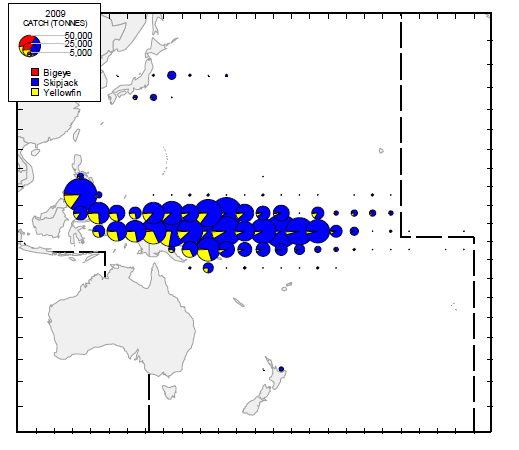 2009
CATCH (TONNES)
50,000
25,000
5,000
Bigeye
Skipjack
Yellowfin